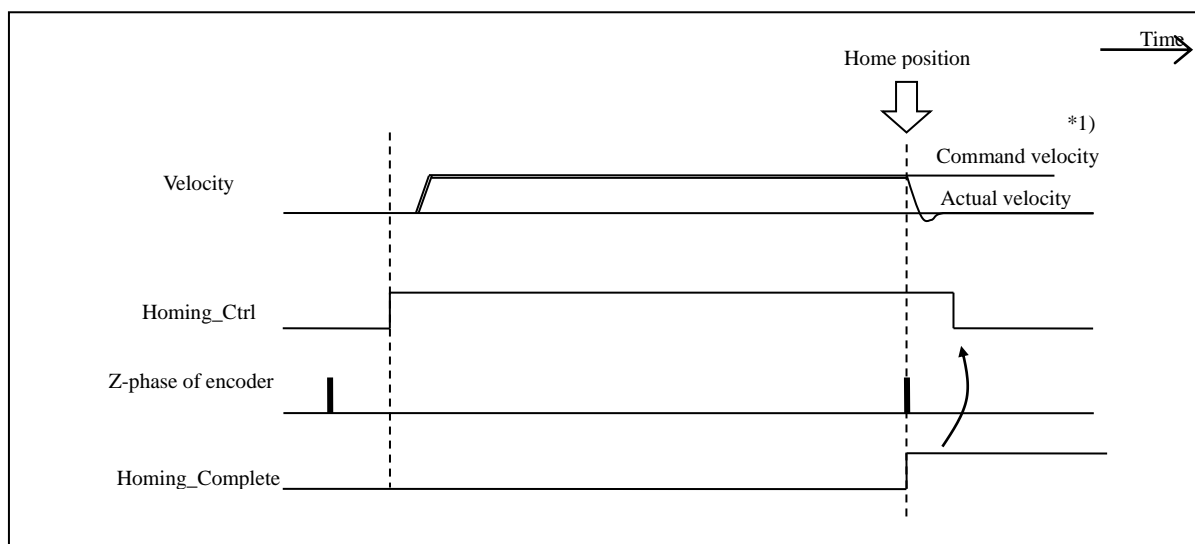 Time
Home position
*1)
Command velocity
Velocity
Actual velocity
Homing_Ctrl
Z-phase of encoder
Homing_Complete